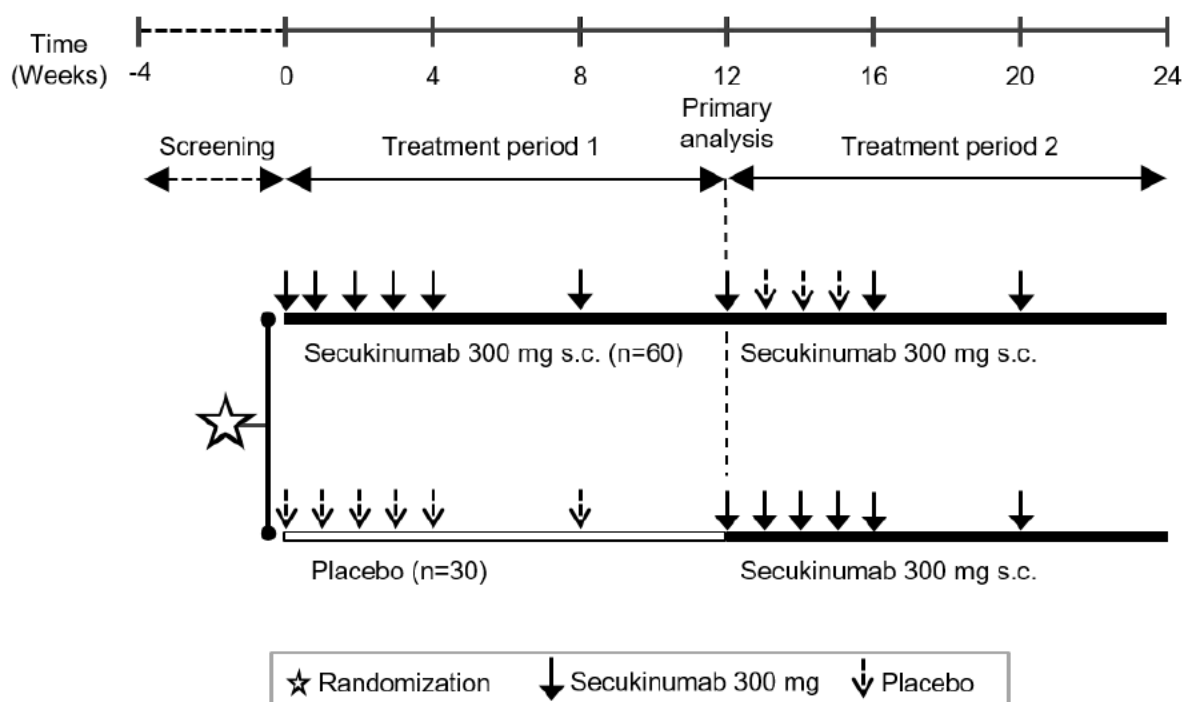 Time
(Weeks)
-4 0 4 8 12 16 20 24
Primary
analysis
Screening Treatment period 1 Treatment period 2
Secukinumab 300 mg s.c. (n=60) Secukinumab 300 mg s.c.
Placebo (n=30) Secukinumab 300 mg s.c.
Randomization Secukinumab 300 mg Placebo